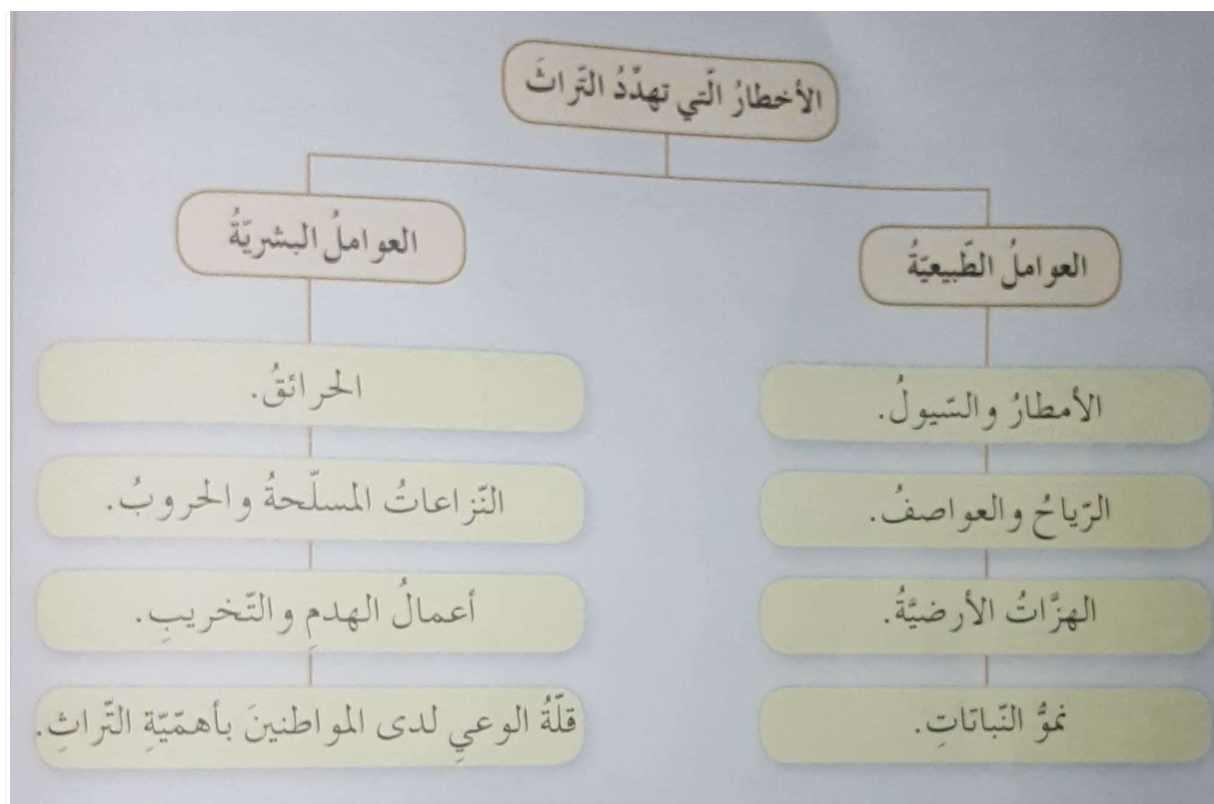 الأخطارُ الّتي تهدّدُ التّراثَ
العواملُ الطّبيعيّةُ
الأمطارُ والسّيولُ.
الرّياحُ والعواصفُ.
الهزَّاتُ الأرضيَّةُ.
نموُّ النّباتاتِ.
العواملُ البشريّةُ
الحرائقُ.
النّزاعاتُ المسلّحةُ والحروبُ.
أعمالُ الهدمِ والتّخريبِ.
قلّةُ الوعيِ لدى المواطنينَ بأهمّيّةِ التّراثِ.